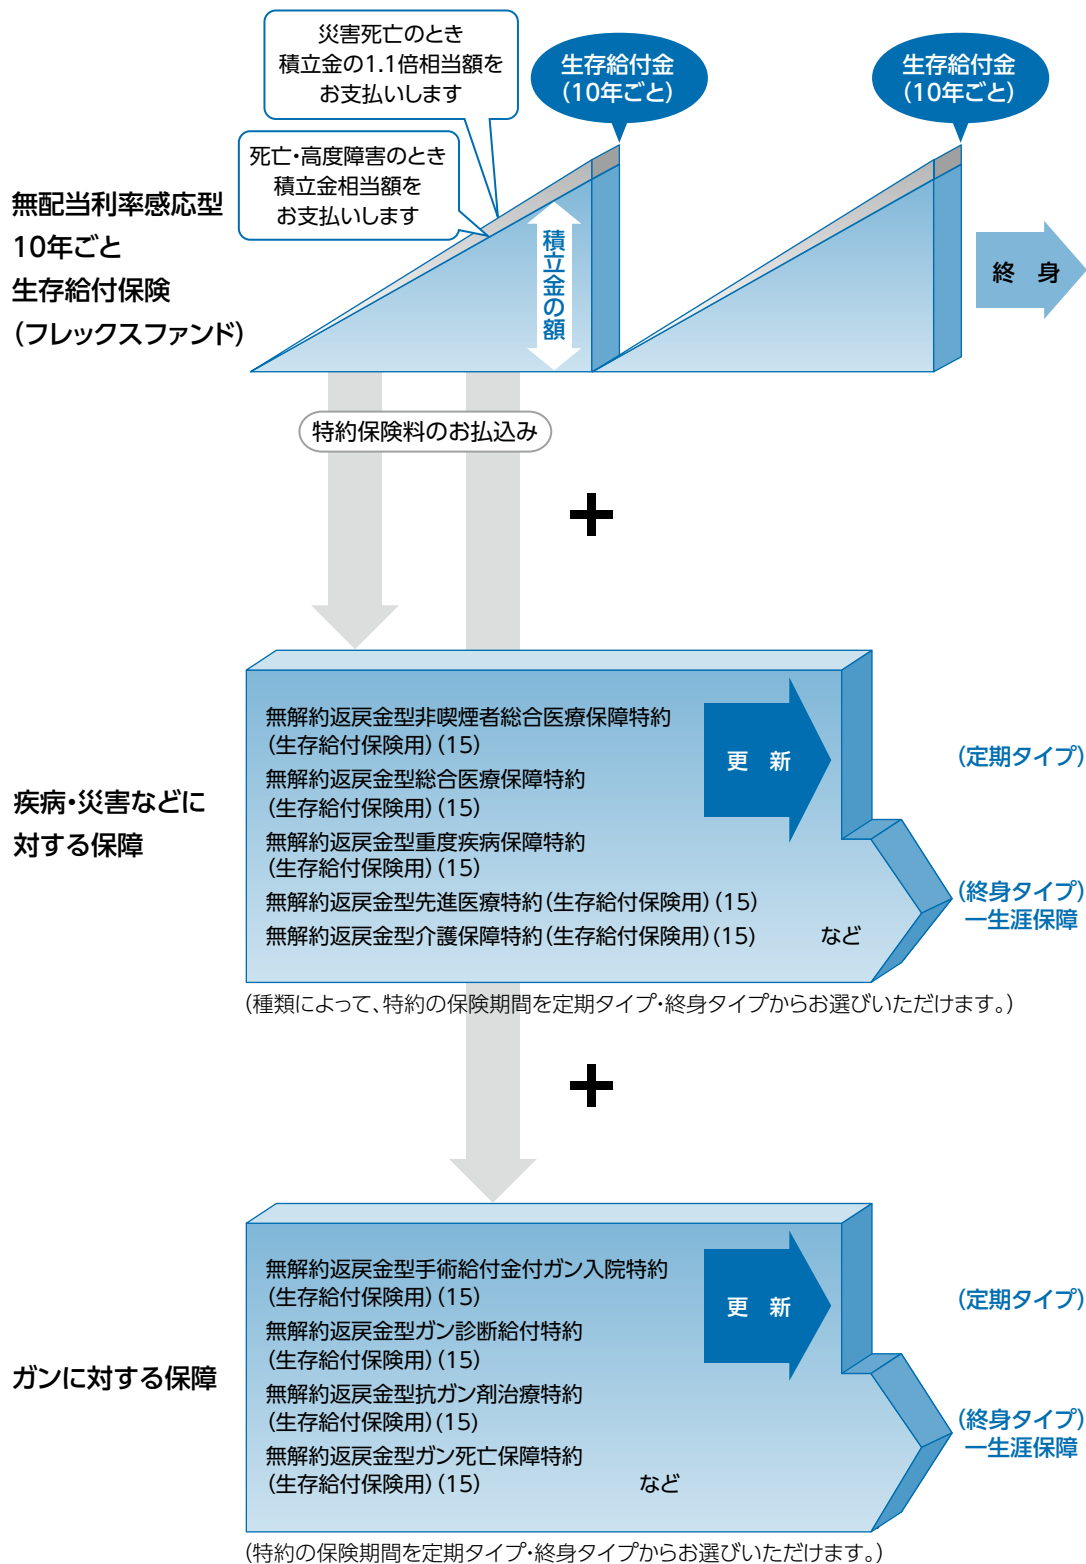 災害死亡のとき
積立金の1.1倍相当額を
お支払いします
生存給付金
(10年ごと)
生存給付金
(10年ごと)
死亡・高度障害のとき
積立金相当額を
お支払いします
無配当利率感応型
10年ごと
生存給付保険
(フレックスファンド)
積立金の額
終 身
特約保険料のお払込み
+
疾病・災害などに
対する保障
無解約返戻金型非喫煙者総合医療保障特約
(生存給付保険用)(15)
無解約返戻金型総合医療保障特約
(生存給付保険用)(15)
無解約返戻金型重度疾病保障特約
(生存給付保険用)(15)
無解約返戻金型先進医療特約(生存給付保険用)(15)
無解約返戻金型介護保障特約(生存給付保険用)(15) など
更 新
(定期タイプ)
(終身タイプ)
一生涯保障
(種類によって、特約の保険期間を定期タイプ・終身タイプからお選びいただけます。)
+
ガンに対する保障
無解約返戻金型手術給付金付ガン入院特約
(生存給付保険用)(15)
無解約返戻金型ガン診断給付特約
(生存給付保険用)(15)
無解約返戻金型抗ガン剤治療特約
(生存給付保険用)(15)
無解約返戻金型ガン死亡保障特約
(生存給付保険用)(15) など
更 新
(定期タイプ)
(終身タイプ)
一生涯保障
(特約の保険期間を定期タイプ・終身タイプからお選びいただけます。)